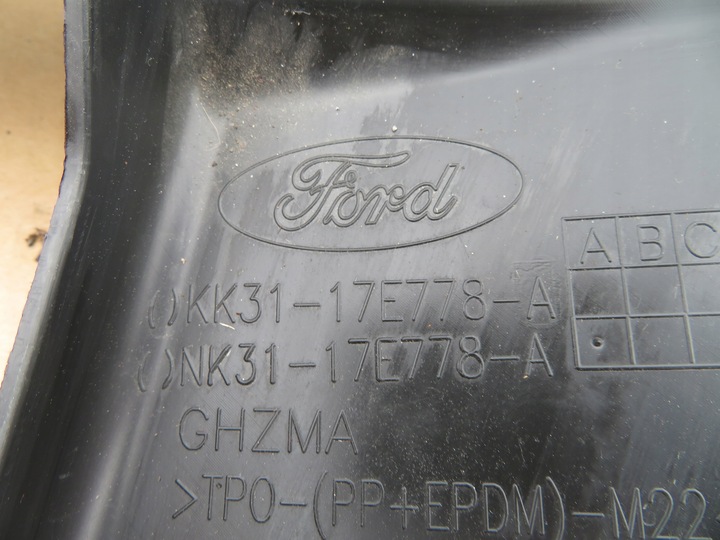 Ford
A B C
()KK31-17E778-A
()NK31-17E778-A
GHZMA
>TPO-(PP+EPDM)-M22